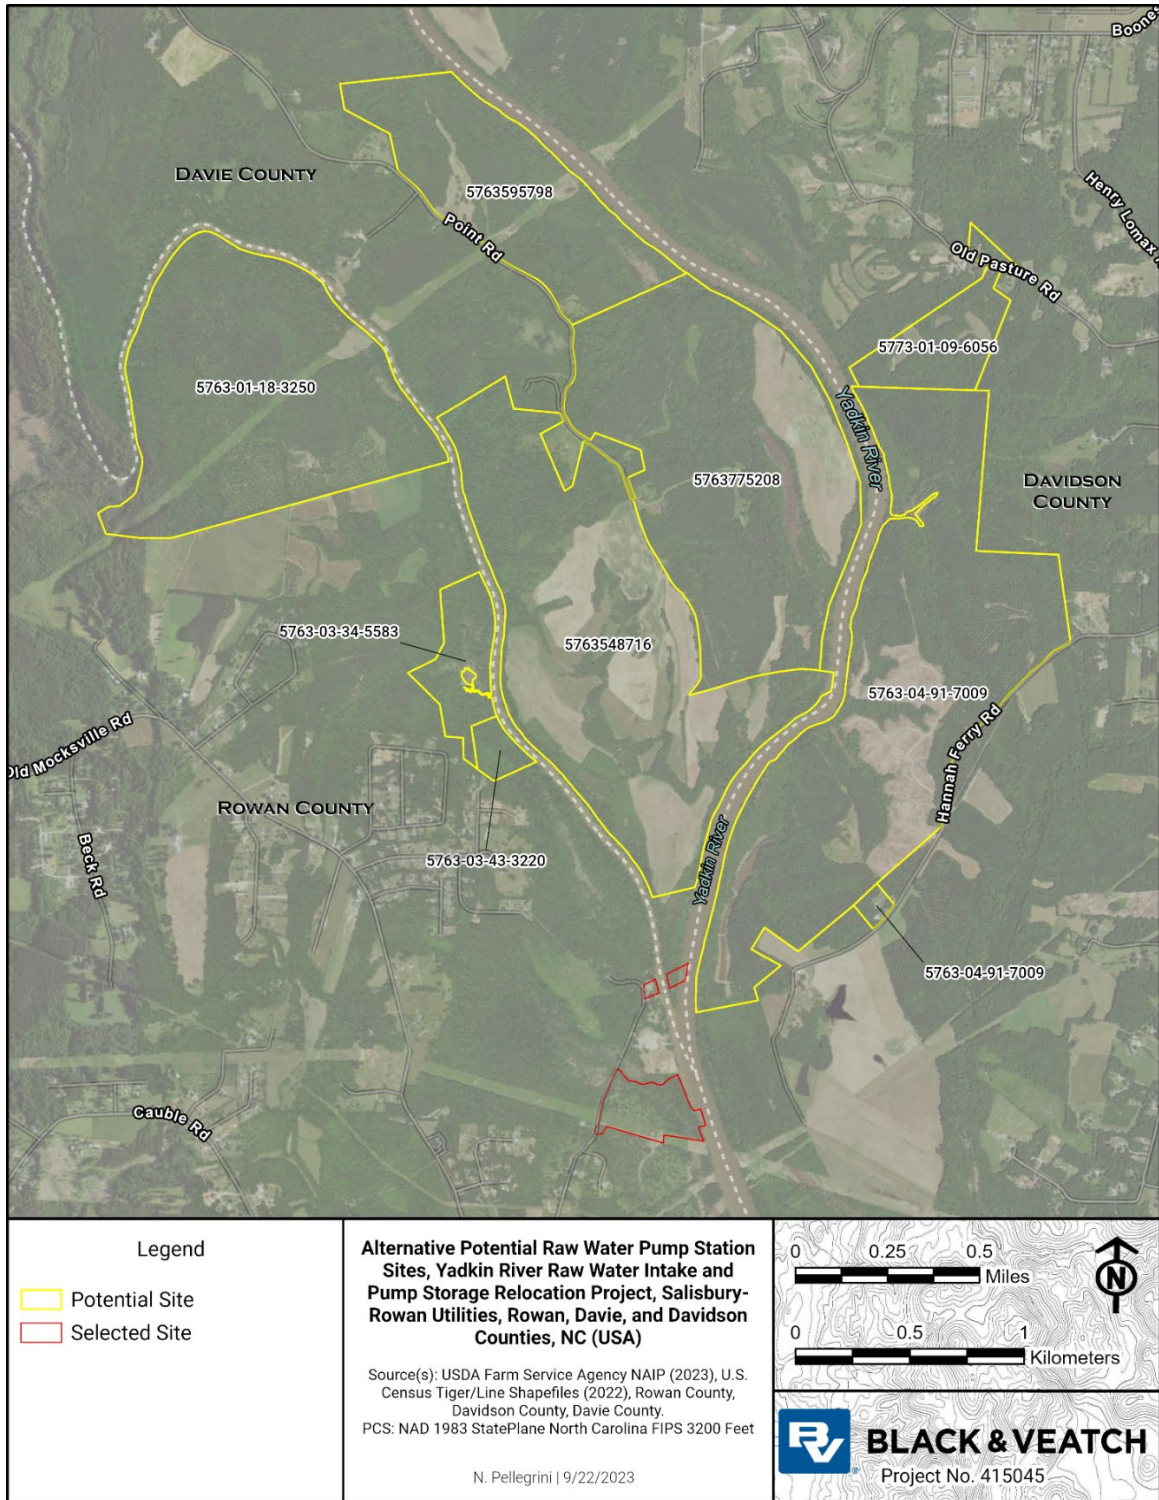 Boones
Henry Lomax
DAVIE COUNTY
5763595798
Point Rd
Old Pasture Rd
5773-01-09-6056
5763-01-18-3250
Yadkin River
5763775208
DAVIDSON
COUNTY
5763-03-34-5583
5763548716
5763-04-91-7009
Old Mocksville Rd
Hannah Ferry Rd
ROWAN COUNTY
Beck Rd
5763-03-43-3220
Yadkin River
5763-04-91-7009
Cauble Rd
Legend
Potential Site
Selected Site
Alternative Potential Raw Water Pump Station
Sites, Yadkin River Raw Water Intake and
Pump Storage Relocation Project, Salisbury-
Rowan Utilities, Rowan, Davie, and Davidson
Counties, NC (USA)
Source(s): USDA Farm Service Agency NAIP (2023), U.S.
Census Tiger/Line Shapefiles (2022), Rowan County,
Davidson County, Davie County.
PCS: NAD 1983 StatePlane North Carolina FIPS 3200 Feet
N. Pellegrini | 9/22/2023
0 0.25 0.5
Miles
0 0.5 1
Kilometers
N
BV BLACK & VEATCH
Project No. 415045